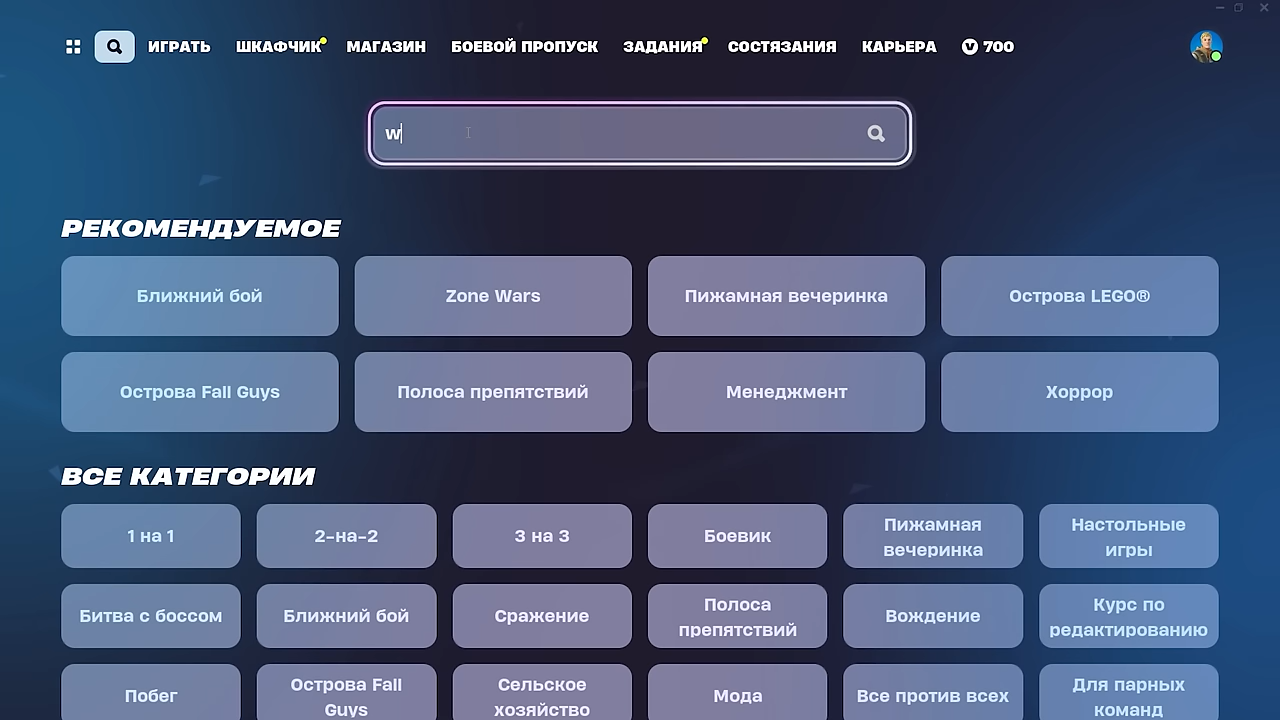 ИГРАТЬ ШКАФЧИК МАГАЗИН БОЕВОЙ ПРОПУСК ЗАДАНИЯ СОСТЯЗАНИЯ КАРЬЕРА V 700
w
РЕКОМЕНДУЕМОЕ
Ближний бой Zone Wars Пижамная вечеринка Острова LEGO®
Острова Fall Guys Полоса препятствий Менеджмент Хоррор
ВСЕ КАТЕГОРИИ
1 на 1 2-на-2 3 на 3 Боевик Пижамная вечеринка Настольные игры
Битва с боссом Ближний бой Сражение Полоса препятствий Вождение Курс по редактированию
Побег Острова Fall Guys Сельское хозяйство Мода Все против всех Для парных команд